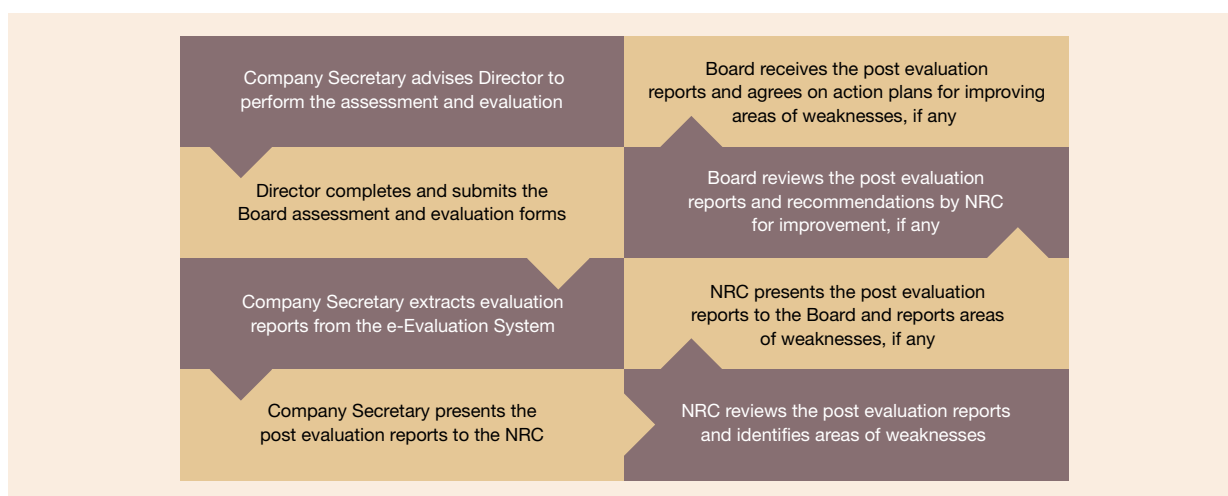 Company Secretary advises Director to
perform the assessment and evaluation
Director completes and submits the
Board assessment and evaluation forms
Company Secretary extracts evaluation
reports from the e-Evaluation System
Company Secretary presents the
post evaluation reports to the NRC
NRC reviews the post evaluation reports
and identifies areas of weaknesses
NRC presents the post evaluation
reports to the Board and reports areas
of weaknesses, if any
Board reviews the post evaluation
reports and recommendations by NRC
for improvement, if any
Board receives the post evaluation
reports and agrees on action plans for improving
areas of weaknesses, if any